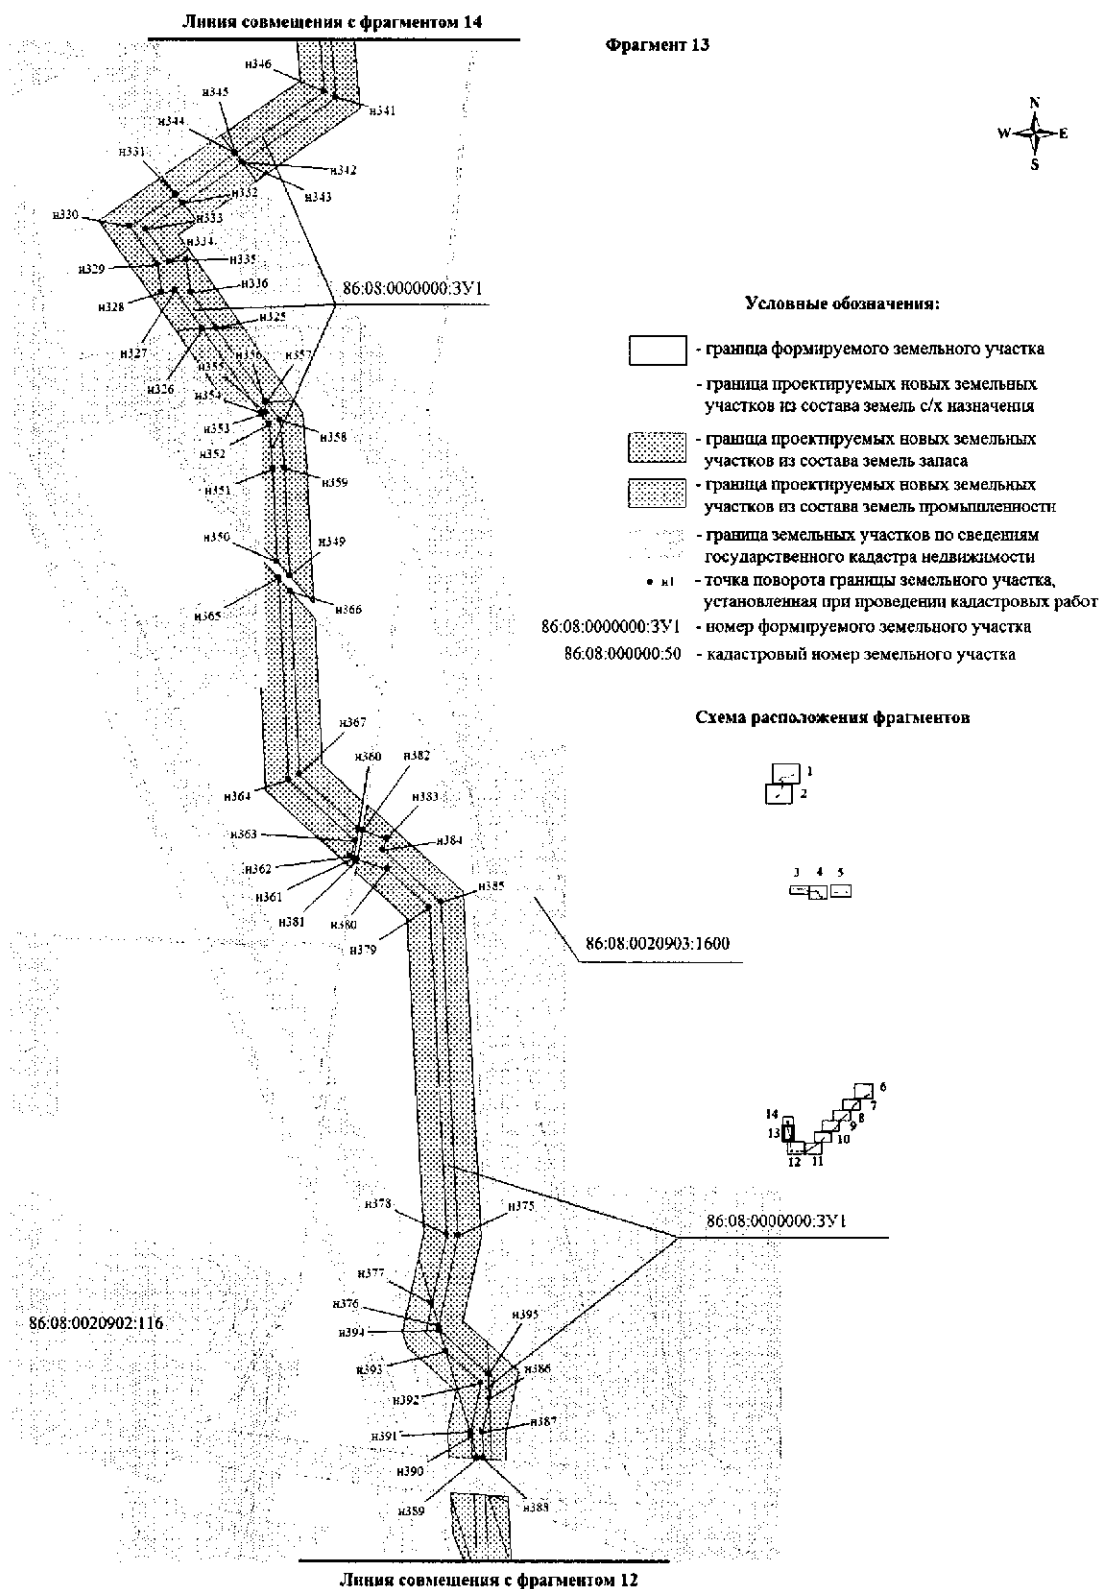 Линия совмещения с фрагментом 14
Фрагмент 13
н346
н345
н344
н341
N
W E
S
н331
н342
н332
н343
н330
н333
н334
н329
н335
н328
н336
86:08:0000000:ЗУ1
н325
н327
н326
н356
н357
н355
н354
н353
н358
н352
н351
н359
н350
н349
н365
н366
Условные обозначения:
- граница формируемого земельного участка
- граница проектируемых новых земельных
участков из состава земель с/х назначения
- граница проектируемых новых земельных
участков из состава земель запаса
- граница проектируемых новых земельных
участков из состава земель промышленности
- граница земельных участков по сведениям
государственного кадастра недвижимости
н1 - точка поворота границы земельного участка,
установленная при проведении кадастровых работ
86:08:0000000:ЗУ1 - номер формируемого земельного участка
86:08:000000:50 - кадастровый номер земельного участка
Схема расположения фрагментов
1
2
3 4 5
6
7
8
9
10
11
12
13
14
н367
н360
н382
н364
н383
н363
н384
н362
н361
н381
н380
н379
н385
86:08:0020903:1600
н378
н375
86:08:0000000:ЗУ1
н377
н376
86:08:0020902:116
н394
н395
н393
н386
н392
н387
н391
н390
н389
н388
Линия совмещения с фрагментом 12